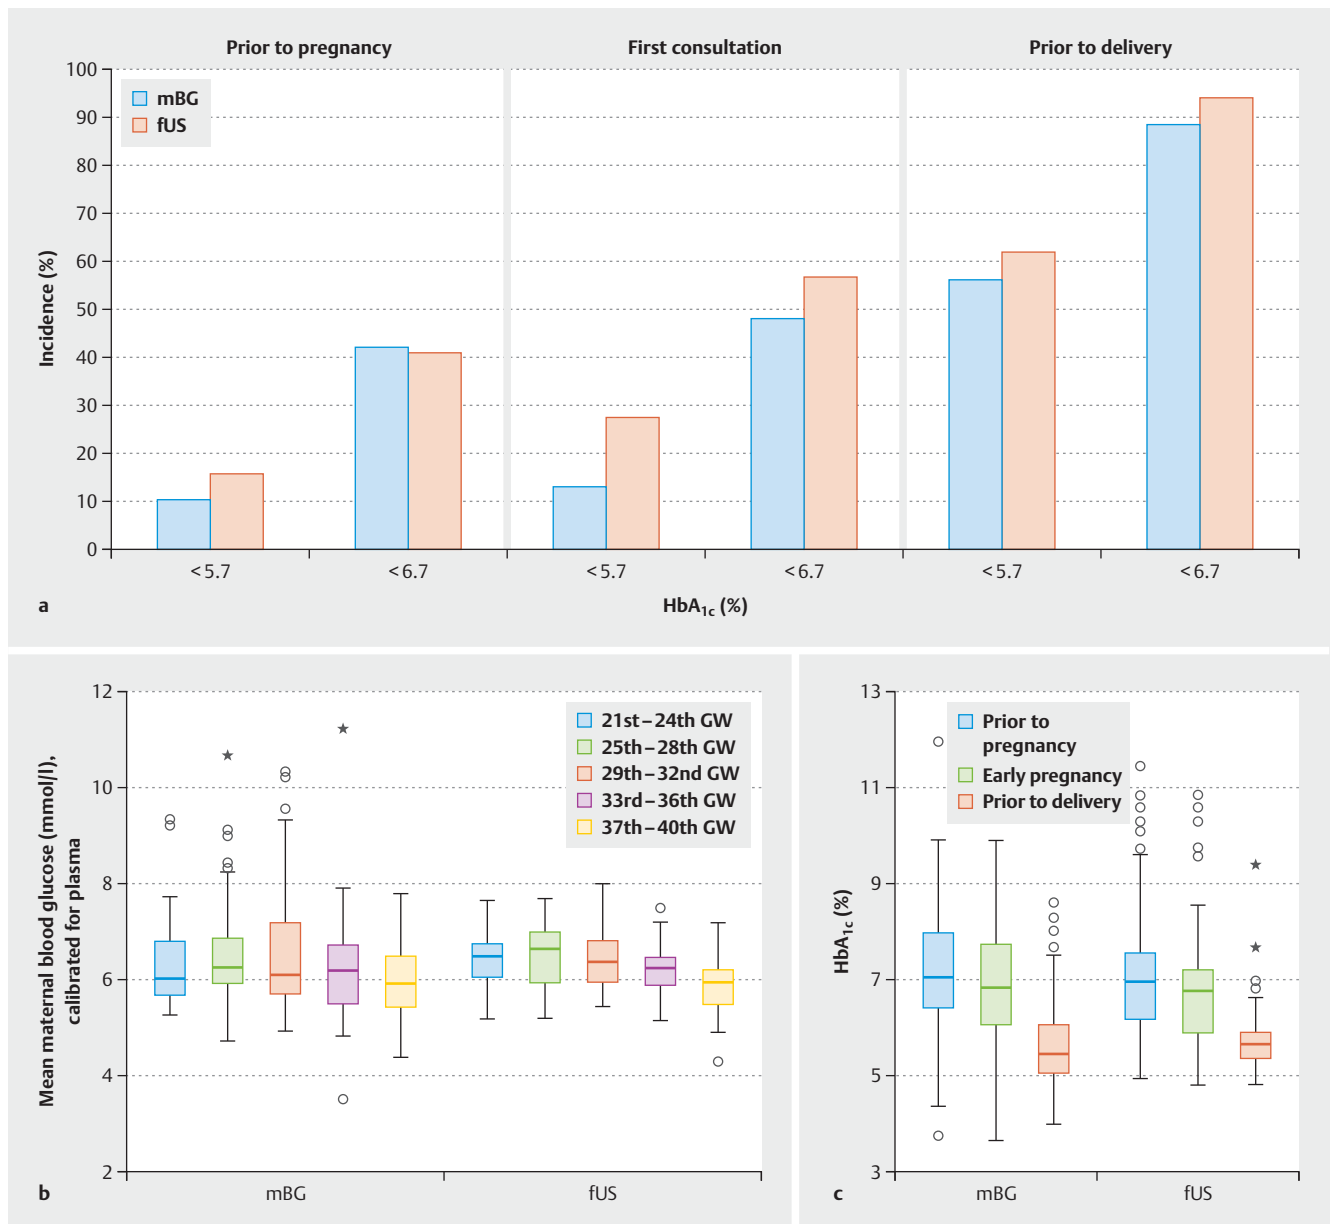 Prior to pregnancy
First consultation
Prior to delivery
mBG
fUS
Incidence (%)
100
90
80
70
60
50
40
30
20
10
0
<5.7
<6.7
<5.7
<6.7
<5.7
<6.7
HbA1c (%)
a
Mean maternal blood glucose (mmol/l),
calibrated for plasma
12
10
8
6
4
2
21st–24th GW
25th–28th GW
29th–32nd GW
33rd–36th GW
37th–40th GW
mBG
fUS
b
HbA1c (%)
13
11
9
7
5
3
Prior to
pregnancy
Early pregnancy
Prior to delivery
mBG
fUS
c